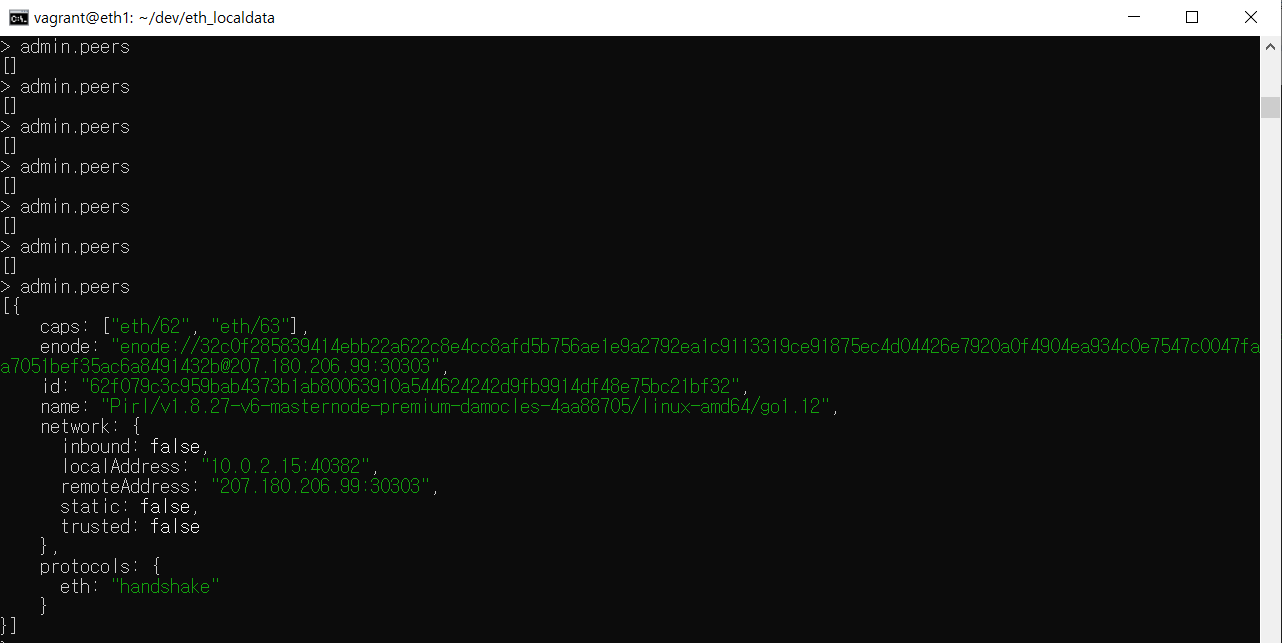 vagrant@eth1: ~/dev/eth_localdata
> admin.peers
[]
> admin.peers
[]
> admin.peers
[]
> admin.peers
[]
> admin.peers
[]
> admin.peers
[]
> admin.peers
[{
    caps: ["eth/62", "eth/63"],
    enode: "enode://32c0f285839414ebb22a622c8e4cc8afd5b756ae1e9a2792ea1c9113319ce91875ec4d04426e7920a0f4904ea934c0e7547c0047fa
a7051bef35ac6a8491432b@207.180.206.99:30303",
    id: "62f079c3c959bab4373b1ab80063910a544624242d9fb9914df48e75bc21bf32",
    name: "Pirl/v1.8.27-v6-masternode-premium-damocles-4aa88705/linux-amd64/go1.12",
    network: {
      inbound: false,
      localAddress: "10.0.2.15:40382",
      remoteAddress: "207.180.206.99:30303",
      static: false,
      trusted: false
    },
    protocols: {
      eth: "handshake"
    }
}]